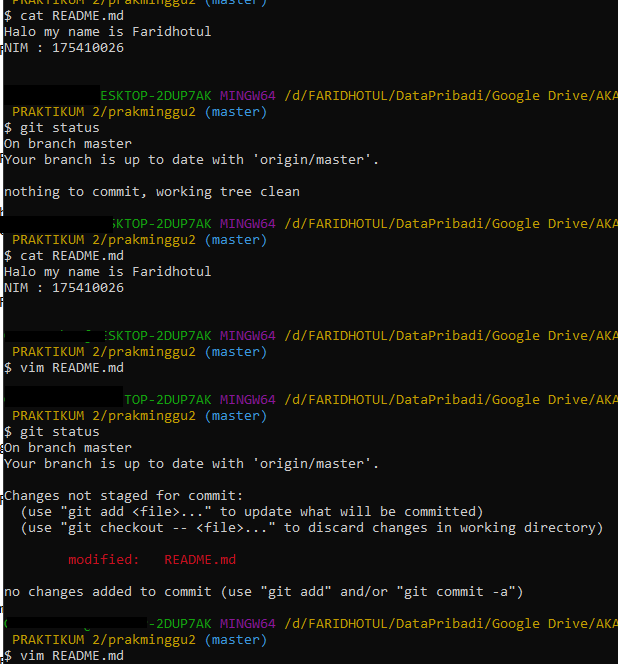 PRAKTIKUM 2/prakminggu2 (master)
$ cat README.md
Halo my name is Faridhotul
NIM : 175410026
ESKTOP-2DUP7AK MINGW64 /d/FARIDHOTUL/DataPribadi/Google Drive/AKA
PRAKTIKUM 2/prakminggu2 (master)
$ git status
On branch master
Your branch is up to date with 'origin/master'.
nothing to commit, working tree clean
SKTOP-2DUP7AK MINGW64 /d/FARIDHOTUL/DataPribadi/Google Drive/AKA
PRAKTIKUM 2/prakminggu2 (master)
$ cat README.md
Halo my name is Faridhotul
NIM : 175410026
ESKTOP-2DUP7AK MINGW64 /d/FARIDHOTUL/DataPribadi/Google Drive/AKA
PRAKTIKUM 2/prakminggu2 (master)
$ vim README.md
TOP-2DUP7AK MINGW64 /d/FARIDHOTUL/DataPribadi/Google Drive/AKA
PRAKTIKUM 2/prakminggu2 (master)
$ git status
On branch master
Your branch is up to date with 'origin/master'.
Changes not staged for commit:
(use "git add <file>..." to update what will be committed)
(use "git checkout -- <file>..." to discard changes in working directory)
modified: README.md
no changes added to commit (use "git add" and/or "git commit -a")
-2DUP7AK MINGW64 /d/FARIDHOTUL/DataPribadi/Google Drive/AKA
PRAKTIKUM 2/prakminggu2 (master)
$ vim README.md